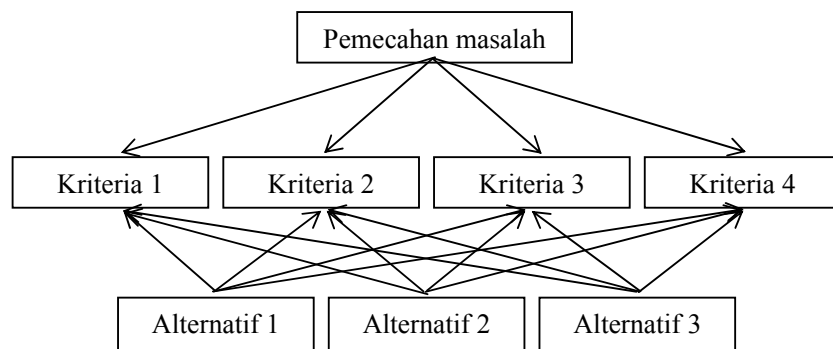 Pemecahan masalah
Kriteria 1
Kriteria 2
Kriteria 3
Kriteria 4
Alternatif 1
Alternatif 2
Alternatif 3